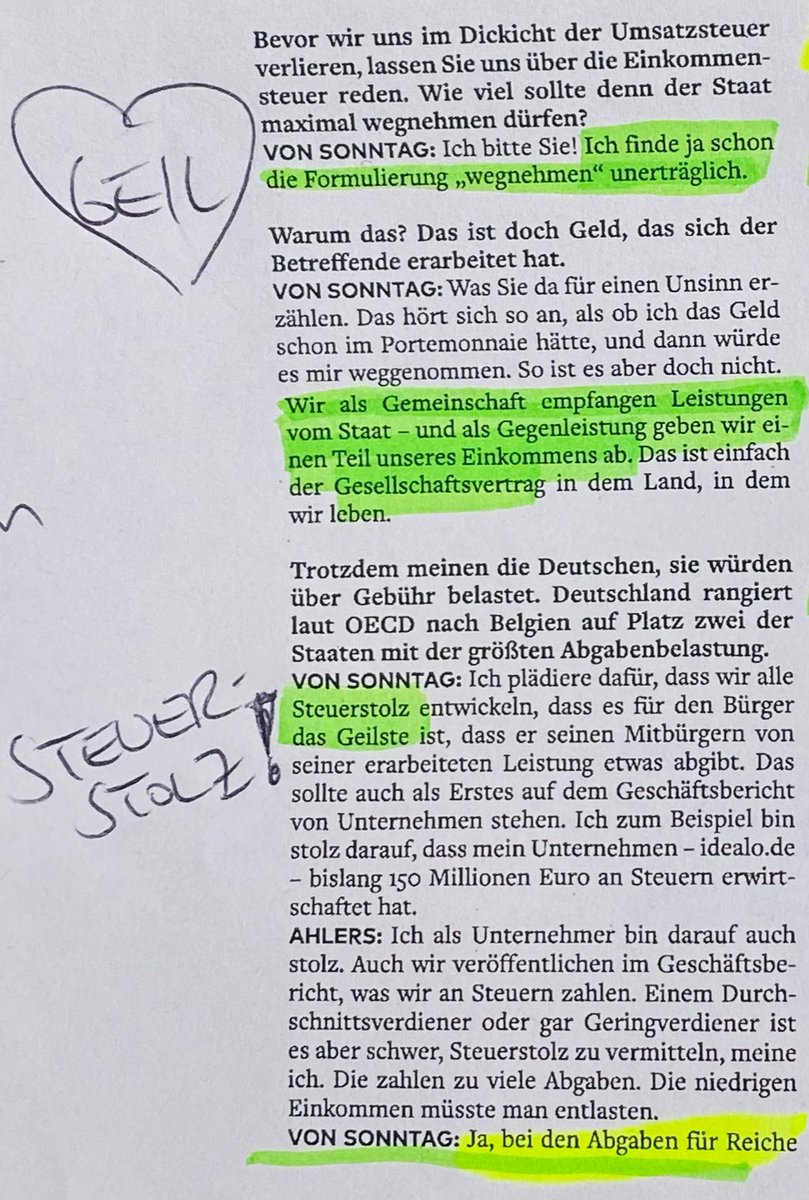 Bevor wir uns im Dickicht der Umsatzsteuer
verlieren, lassen Sie uns über die Einkommen-
steuer reden. Wie viel sollte denn der Staat
maximal wegnehmen dürfen?
VON SONNTAG: Ich bitte Sie! Ich finde ja schon
die Formulierung „wegnehmen“ unerträglich.
GEIL
Warum das? Das ist doch Geld, das sich der
Betreffende erarbeitet hat.
VON SONNTAG: Was Sie da für einen Unsinn er-
zählen. Das hört sich so an, als ob ich das Geld
schon im Portemonnaie hätte, und dann würde
es mir weggenommen. So ist es aber doch nicht.
Wir als Gemeinschaft empfangen Leistungen
vom Staat – und als Gegenleistung geben wir ei-
nen Teil unseres Einkommens ab. Das ist einfach
der Gesellschaftsvertrag in dem Land, in dem
wir leben.
Trotzdem meinen die Deutschen, sie würden
über Gebühr belastet. Deutschland rangiert
laut OECD nach Belgien auf Platz zwei der
Staaten mit der größten Abgabenbelastung.
VON SONNTAG: Ich plädiere dafür, dass wir alle
Steuerstolz entwickeln, dass es für den Bürger
das Geilste ist, dass er seinen Mitbürgern von
seiner erarbeiteten Leistung etwas abgibt. Das
sollte auch als Erstes auf dem Geschäftsbericht
von Unternehmen stehen. Ich zum Beispiel bin
stolz darauf, dass mein Unternehmen – idealo.de
– bislang 150 Millionen Euro an Steuern erwirt-
schaftet hat.
STEUER-
STOLZ!
AHLERS: Ich als Unternehmer bin darauf auch
stolz. Auch wir veröffentlichen im Geschäftsbe-
richt, was wir an Steuern zahlen. Einem Durch-
schnittsverdiener oder gar Geringverdiener ist
es aber schwer, Steuerstolz zu vermitteln, meine
ich. Die zahlen zu viele Abgaben. Die niedrigen
Einkommen müsste man entlasten.
VON SONNTAG: Ja, bei den Abgaben für Reiche